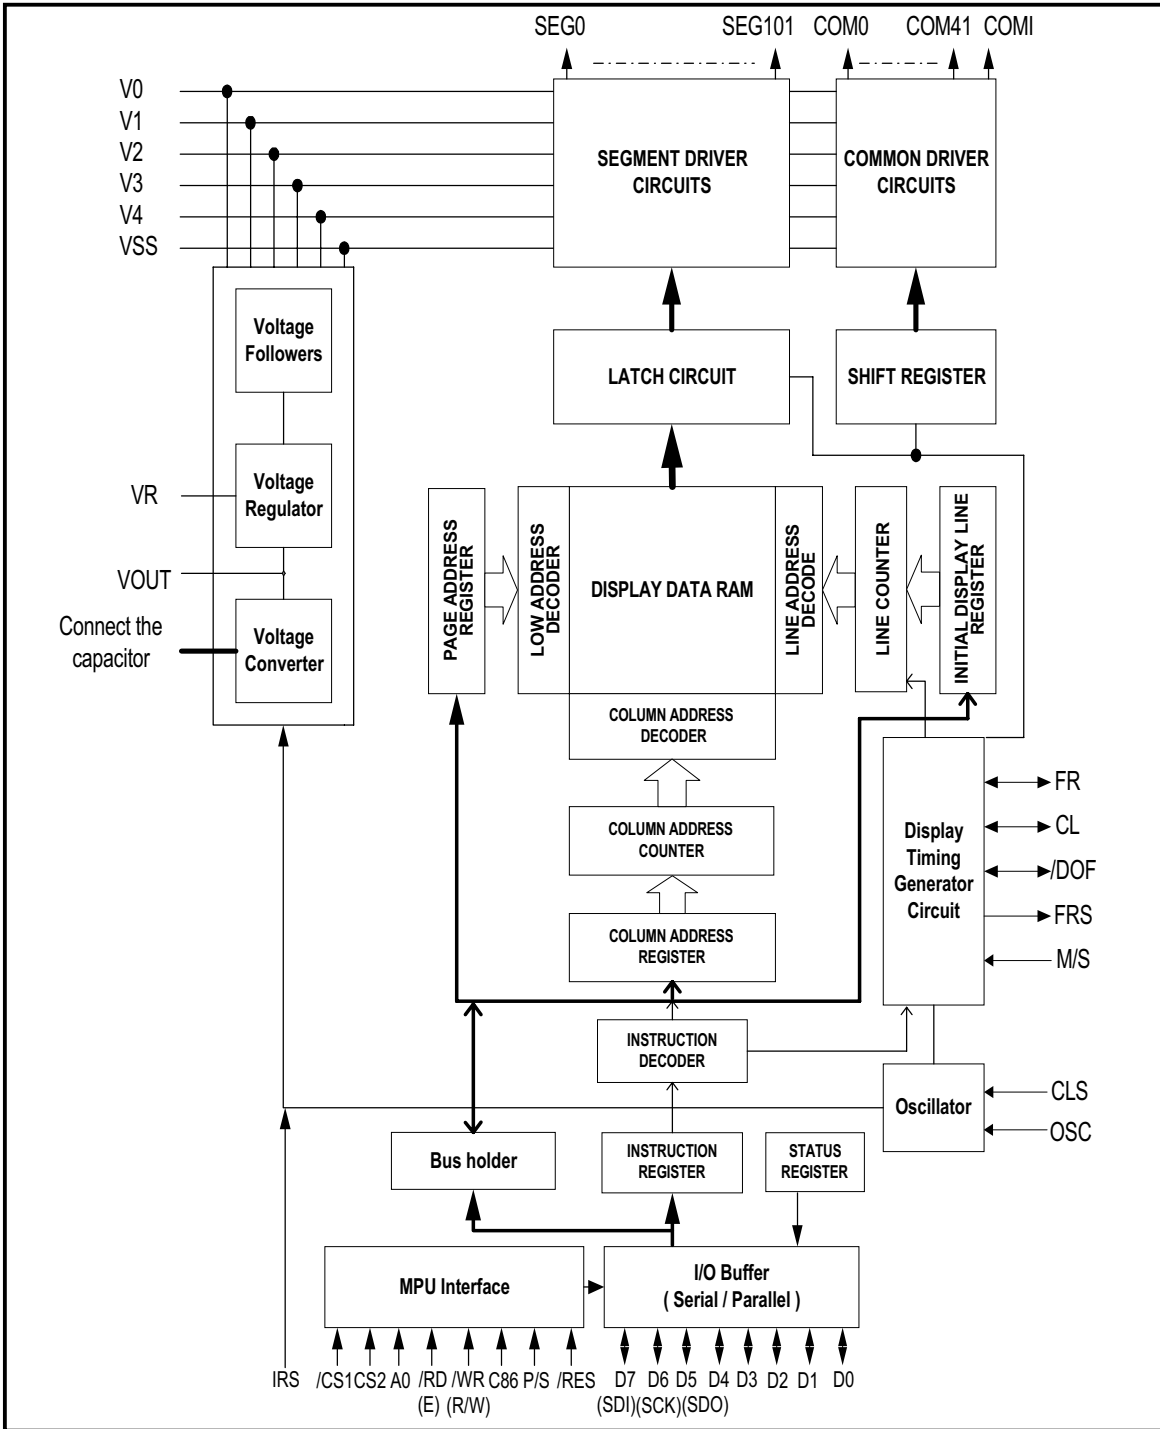 SEG0 SEG101 COM0 COM41 COMI
V0
V1
V2
V3
V4
VSS
SEGMENT DRIVER
CIRCUITS
COMMON DRIVER
CIRCUITS
Voltage
Followers
LATCH CIRCUIT
SHIFT REGISTER
VR
Voltage
Regulator
VOUT
Connect the
capacitor
Voltage
Converter
PAGE ADDRESS
REGISTER
LOW ADDRESS
DECODER
DISPLAY DATA RAM
LINE ADDRESS
DECODE
LINE COUNTER
INITIAL DISPLAY LINE
REGISTER
COLUMN ADDRESS
DECODER
COLUMN ADDRESS
COUNTER
COLUMN ADDRESS
REGISTER
Display
Timing
Generator
Circuit
FR
CL
/DOF
FRS
M/S
INSTRUCTION
DECODER
Oscillator
CLS
OSC
Bus holder
INSTRUCTION
REGISTER
STATUS
REGISTER
MPU Interface
I/O Buffer
( Serial / Parallel )
IRS /CS1 CS2 A0 /RD /WR C86 P/S /RES D7 D6 D5 D4 D3 D2 D1 D0
(E) (R/W) (SDI) (SCK) (SDO)